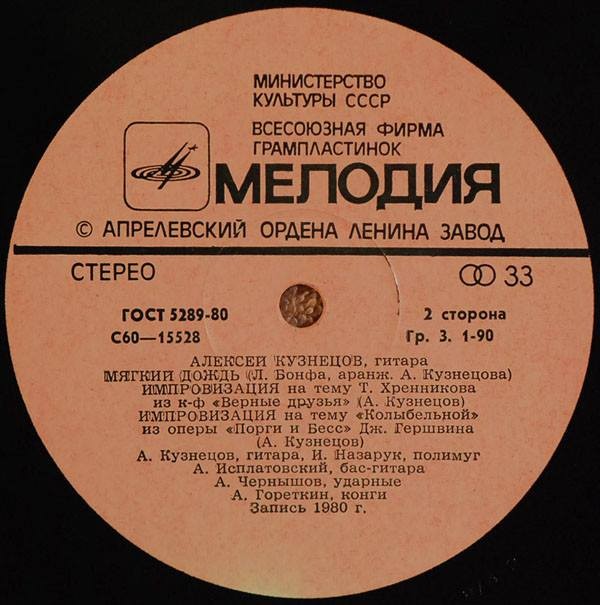 МИНИСТЕРСТВО
КУЛЬТУРЫ СССР
ВСЕСОЮЗНАЯ ФИРМА
ГРАМПЛАСТИНОК
МЕЛОДИЯ
© АПРЕЛЕВСКИЙ ОРДЕНА ЛЕНИНА ЗАВОД
СТЕРЕО 33
ГОСТ 5289-80 2 сторона
С60—15528 Гр. 3. 1-90
АЛЕКСЕЙ КУЗНЕЦОВ, гитара
МЯГКИЙ ДОЖДЬ (Л. Бонфа, аранж. А. Кузнецова)
ИМПРОВИЗАЦИЯ на тему Т. Хренникова
из к-ф «Верные друзья» (А. Кузнецов)
ИМПРОВИЗАЦИЯ на тему «Колыбельной»
из оперы «Порги и Бесс» Дж. Гершвина
(А. Кузнецов)
А. Кузнецов, гитара, И. Назарук, полимуг
А. Исплатовский, бас-гитара
А. Чернышов, ударные
А. Гореткин, конги
Запись 1980 г.